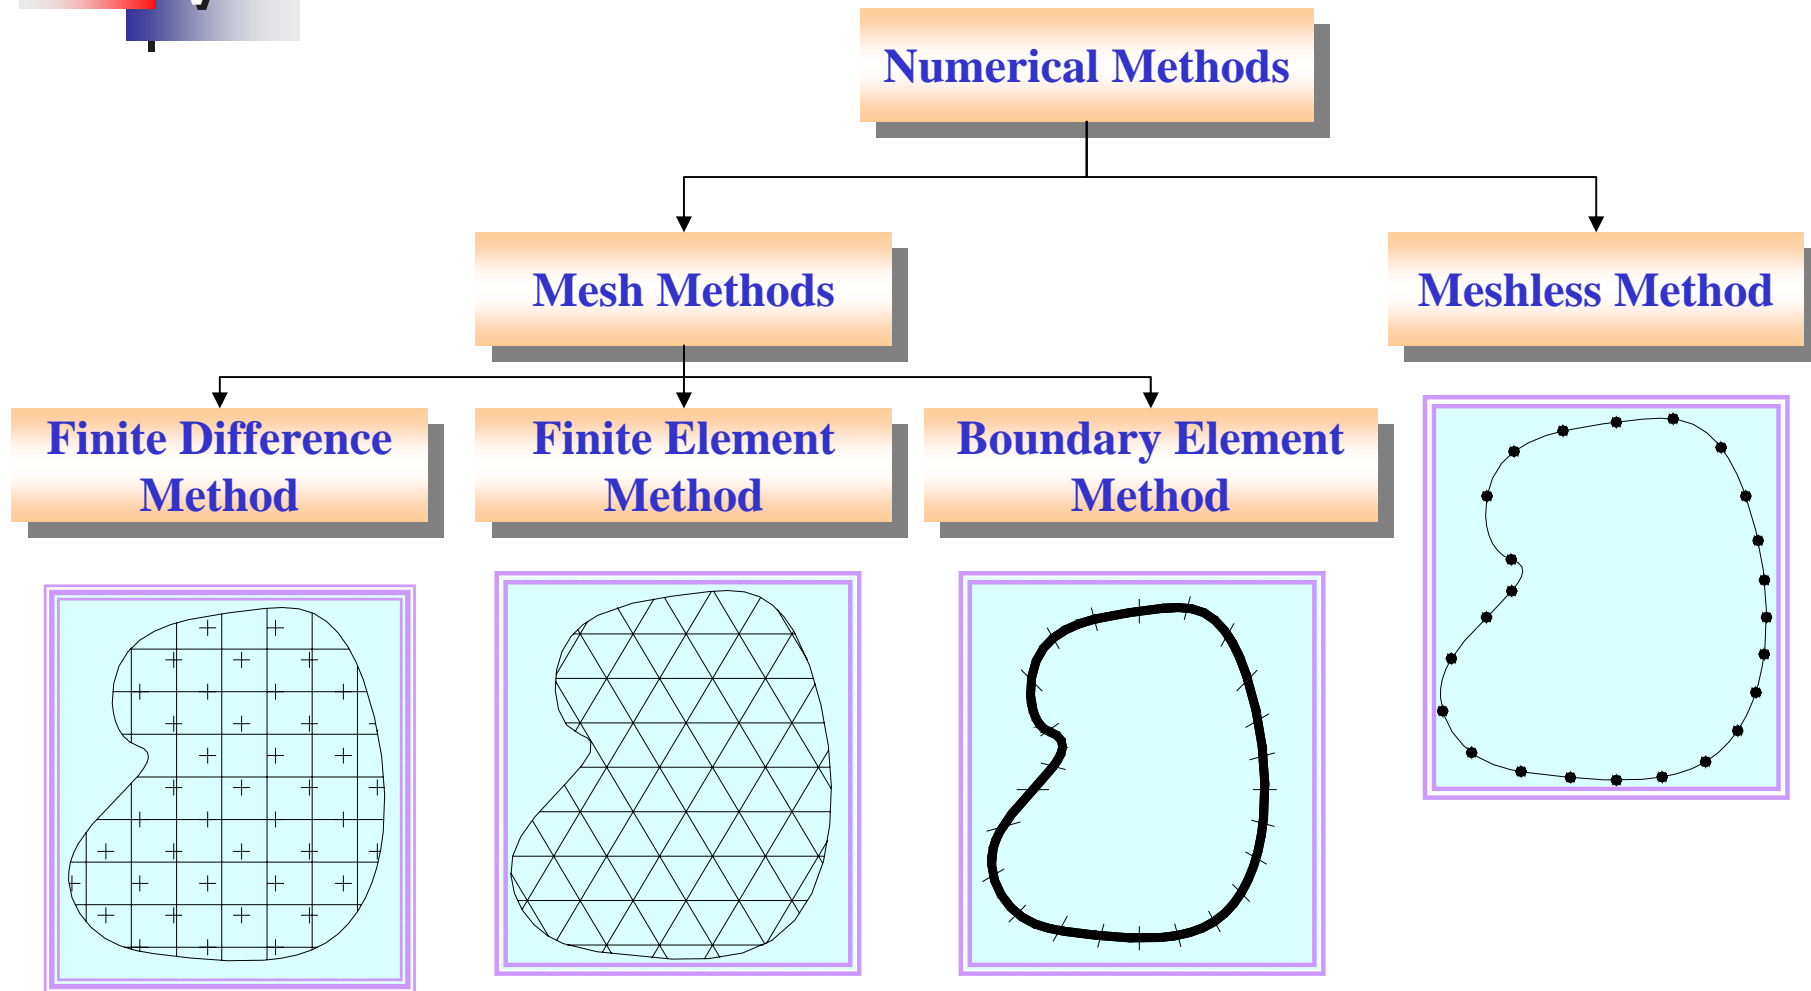 Numerical Methods
Mesh Methods
Meshless Method
Finite Difference
Method
Finite Element
Method
Boundary Element
Method